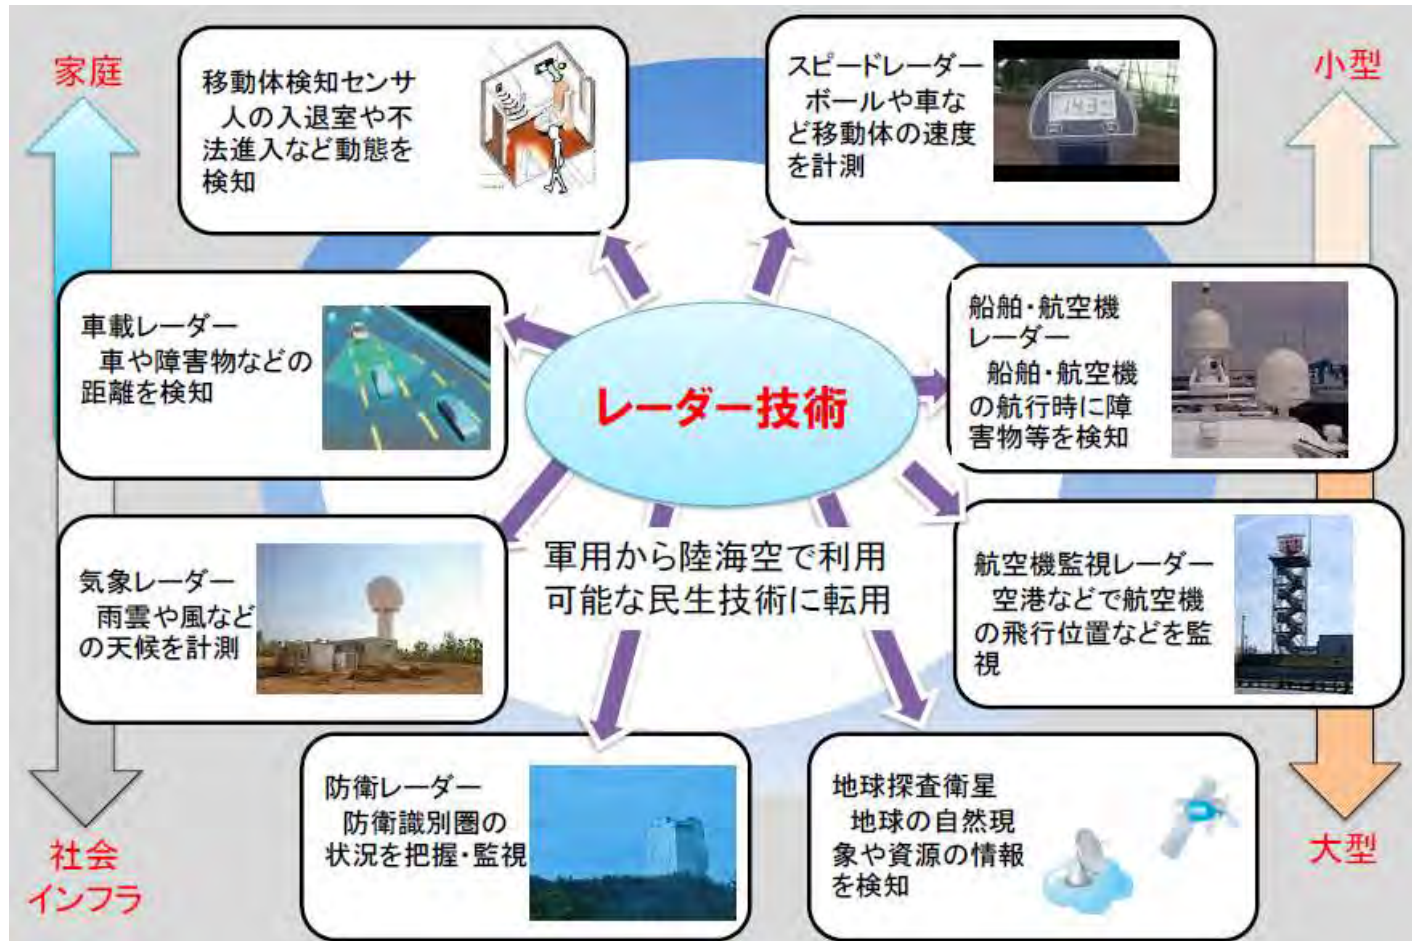 家庭
小型
移動体検知センサ
人の入退室や不
法進入など動態を
検知
スピードレーダー
ボールや車な
ど移動体の速度
を計測
車載レーダー
車や障害物などの
距離を検知
船舶・航空機
レーダー
船舶・航空機
の航行時に障
害物等を検知
レーダー技術
軍用から陸海空で利用
可能な民生技術に転用
気象レーダー
雨雲や風など
の天候を計測
航空機監視レーダー
空港などで航空機
の飛行位置などを監
視
防衛レーダー
防衛識別圏の
状況を把握・監視
地球探査衛星
地球の自然現
象や資源の情報
を検知
社会
インフラ
大型